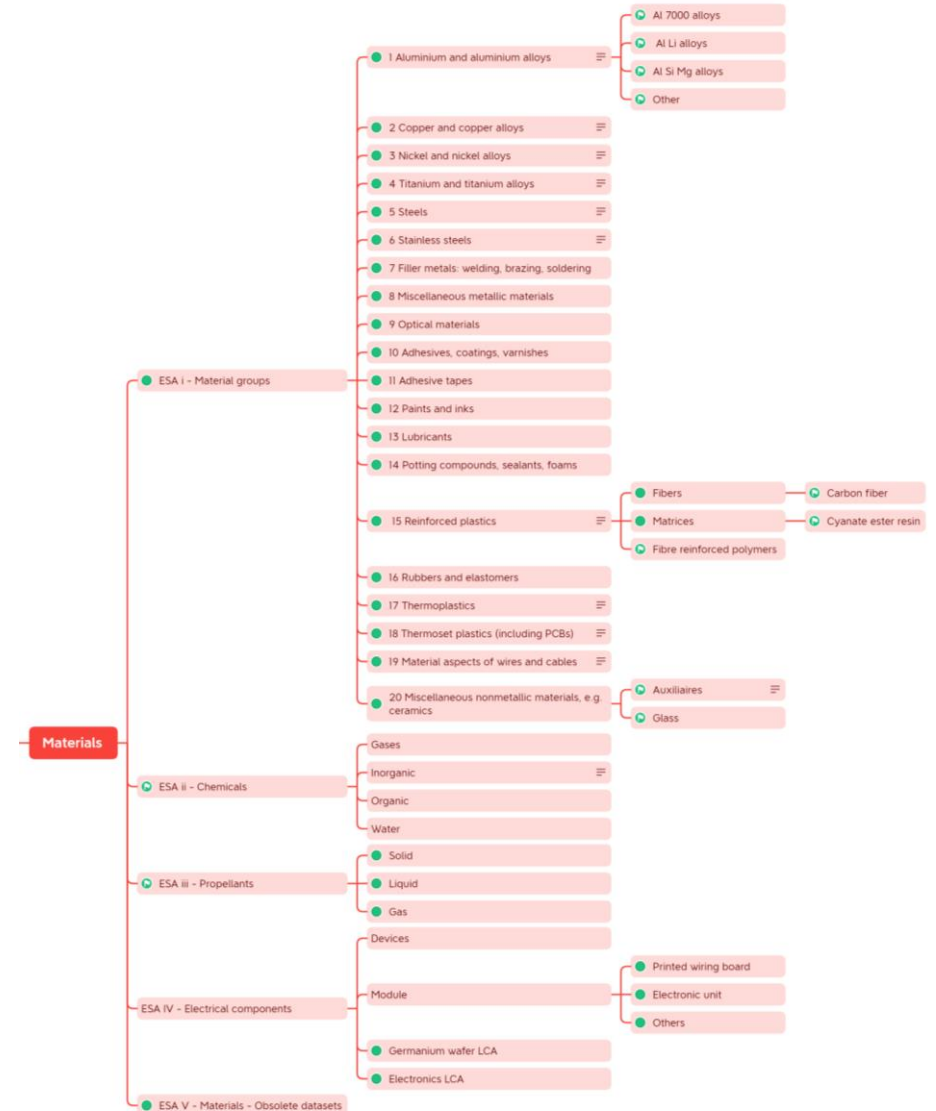 Materials
ESA i - Material groups
1 Aluminium and aluminium alloys
Al 7000 alloys
Al Li alloys
Al Si Mg alloys
Other
2 Copper and copper alloys
3 Nickel and nickel alloys
4 Titanium and titanium alloys
5 Steels
6 Stainless steels
7 Filler metals: welding, brazing, soldering
8 Miscellaneous metallic materials
9 Optical materials
10 Adhesives, coatings, varnishes
11 Adhesive tapes
12 Paints and inks
13 Lubricants
14 Potting compounds, sealants, foams
15 Reinforced plastics
Fibers
Carbon fiber
Matrices
Cyanate ester resin
Fibre reinforced polymers
16 Rubbers and elastomers
17 Thermoplastics
18 Thermoset plastics (including PCBs)
19 Material aspects of wires and cables
20 Miscellaneous nonmetallic materials, e.g.
ceramics
Auxiliaires
Glass
ESA ii - Chemicals
Gases
Inorganic
Organic
Water
ESA iii - Propellants
Solid
Liquid
Gas
ESA IV - Electrical components
Devices
Module
Printed wiring board
Electronic unit
Others
Germanium wafer LCA
Electronics LCA
ESA V - Materials - Obsolete datasets